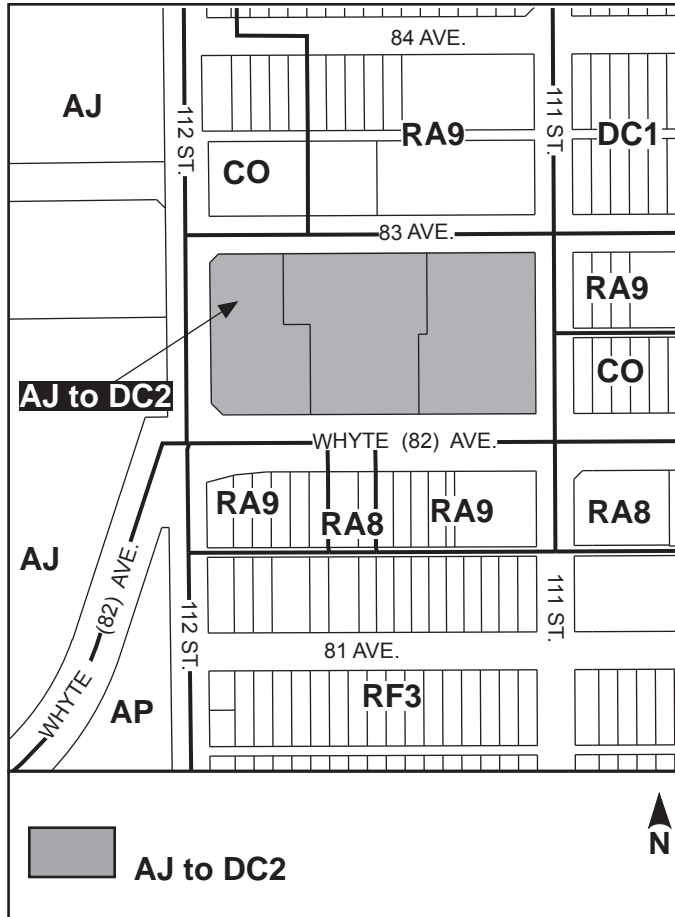 84 AVE.
AJ
112 ST.
111 ST.
RA9
DC1
CO
83 AVE.
RA9
CO
AJ to DC2
WHYTE (82) AVE.
RA9
RA8
RA9
RA8
AJ
WHYTE (82) AVE.
112 ST.
111 ST.
81 AVE.
AP
RF3
AJ to DC2
N